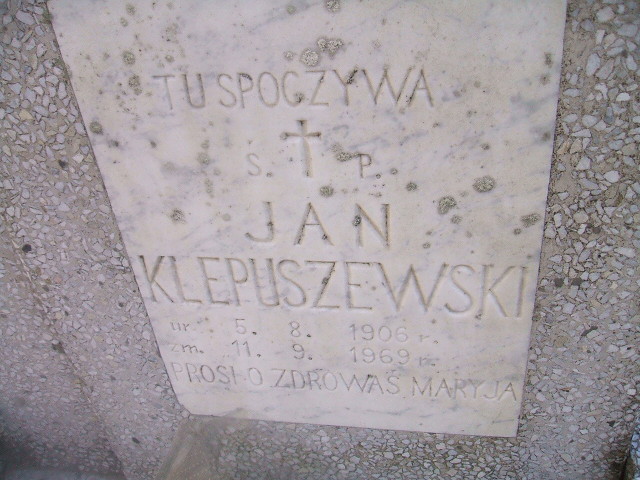 TU SPOCZYWA
Ś. P.
JAN
KLEPUSZEWSKI
ur. 5. 8. 1906 r.
zm. 11. 9. 1969 r.
PROSI O ZDROWAŚ MARYJA